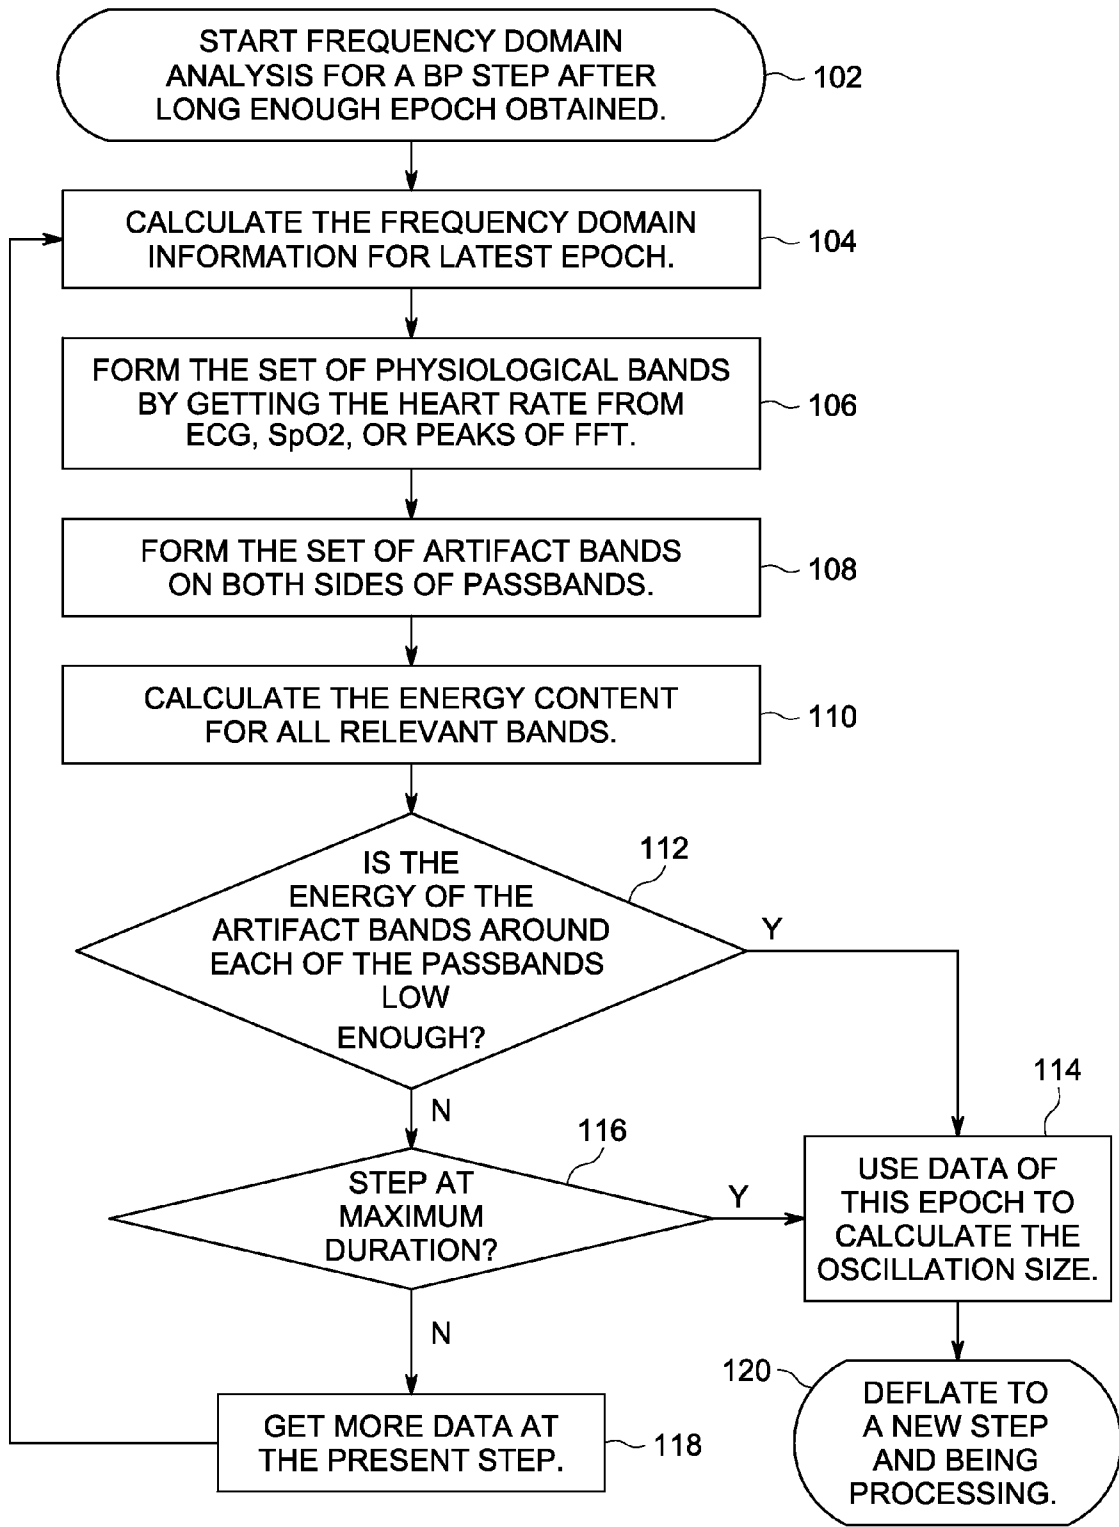 START FREQUENCY DOMAIN
ANALYSIS FOR A BP STEP AFTER
LONG ENOUGH EPOCH OBTAINED.
102
CALCULATE THE FREQUENCY DOMAIN
INFORMATION FOR LATEST EPOCH.
104
FORM THE SET OF PHYSIOLOGICAL BANDS
BY GETTING THE HEART RATE FROM
ECG, SpO2, OR PEAKS OF FFT.
106
FORM THE SET OF ARTIFACT BANDS
ON BOTH SIDES OF PASSBANDS.
108
CALCULATE THE ENERGY CONTENT
FOR ALL RELEVANT BANDS.
110
IS THE
ENERGY OF THE
ARTIFACT BANDS AROUND
EACH OF THE PASSBANDS
LOW
ENOUGH?
112
Y
N
STEP AT
MAXIMUM
DURATION?
116
Y
N
USE DATA OF
THIS EPOCH TO
CALCULATE THE
OSCILLATION SIZE.
114
GET MORE DATA AT
THE PRESENT STEP.
118
DEFLATE TO
A NEW STEP
AND BEING
PROCESSING.
120